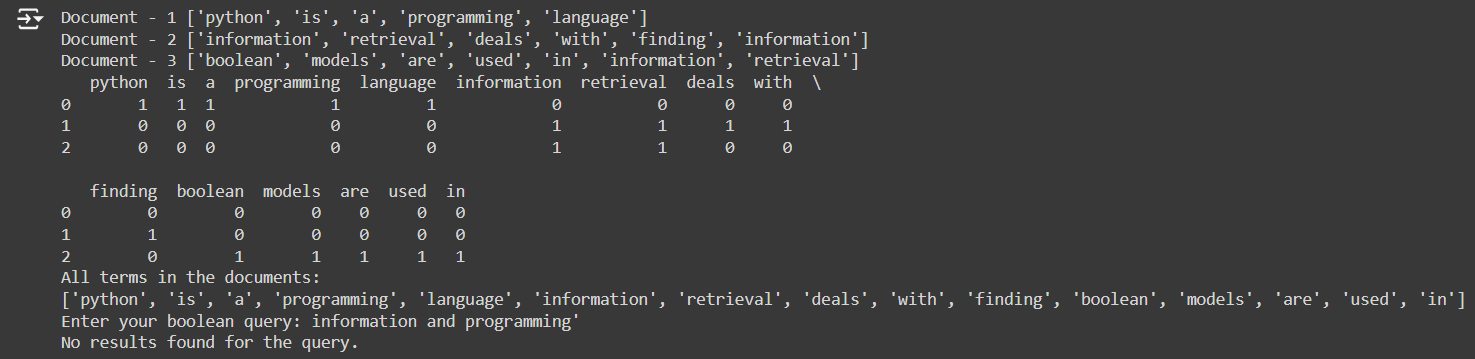 Document - 1 ['python', 'is', 'a', 'programming', 'language']
Document - 2 ['information', 'retrieval', 'deals', 'with', 'finding', 'information']
Document - 3 ['boolean', 'models', 'are', 'used', 'in', 'information', 'retrieval']
   python  is  a  programming  language  information  retrieval  deals  with  \
0       1   1  1            1         1            0          0      0     0
1       0   0  0            0         0            1          1      1     1
2       0   0  0            0         0            1          1      0     0

   finding  boolean  models  are  used  in
0        0        0       0    0     0   0
1        1        0       0    0     0   0
2        0        1       1    1     1   1
All terms in the documents:
['python', 'is', 'a', 'programming', 'language', 'information', 'retrieval', 'deals', 'with', 'finding', 'boolean', 'models', 'are', 'used', 'in']
Enter your boolean query: information and programming'
No results found for the query.